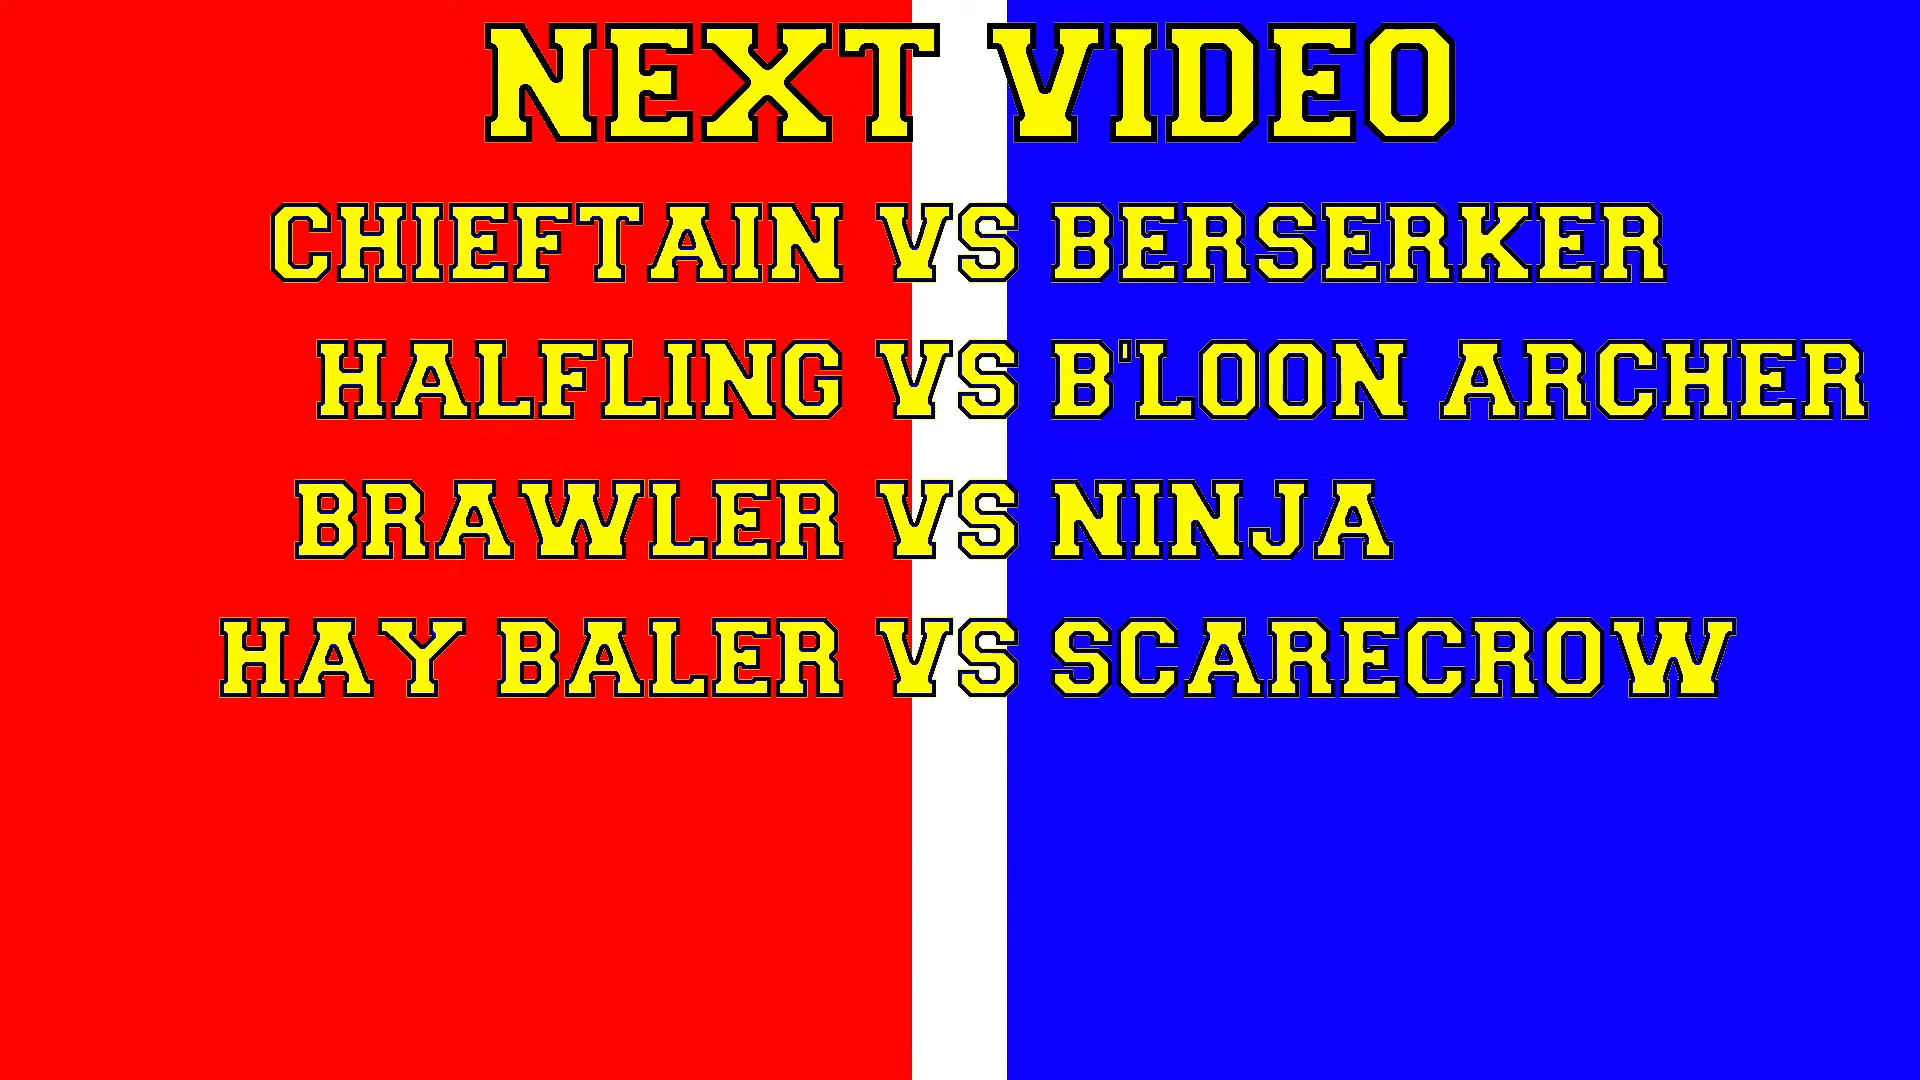 NEXT VIDEO
CHIEFTAIN VS BERSERKER
HALFLING VS B'LOON ARCHER
BRAWLER VS NINJA
HAY BALER VS SCARECROW